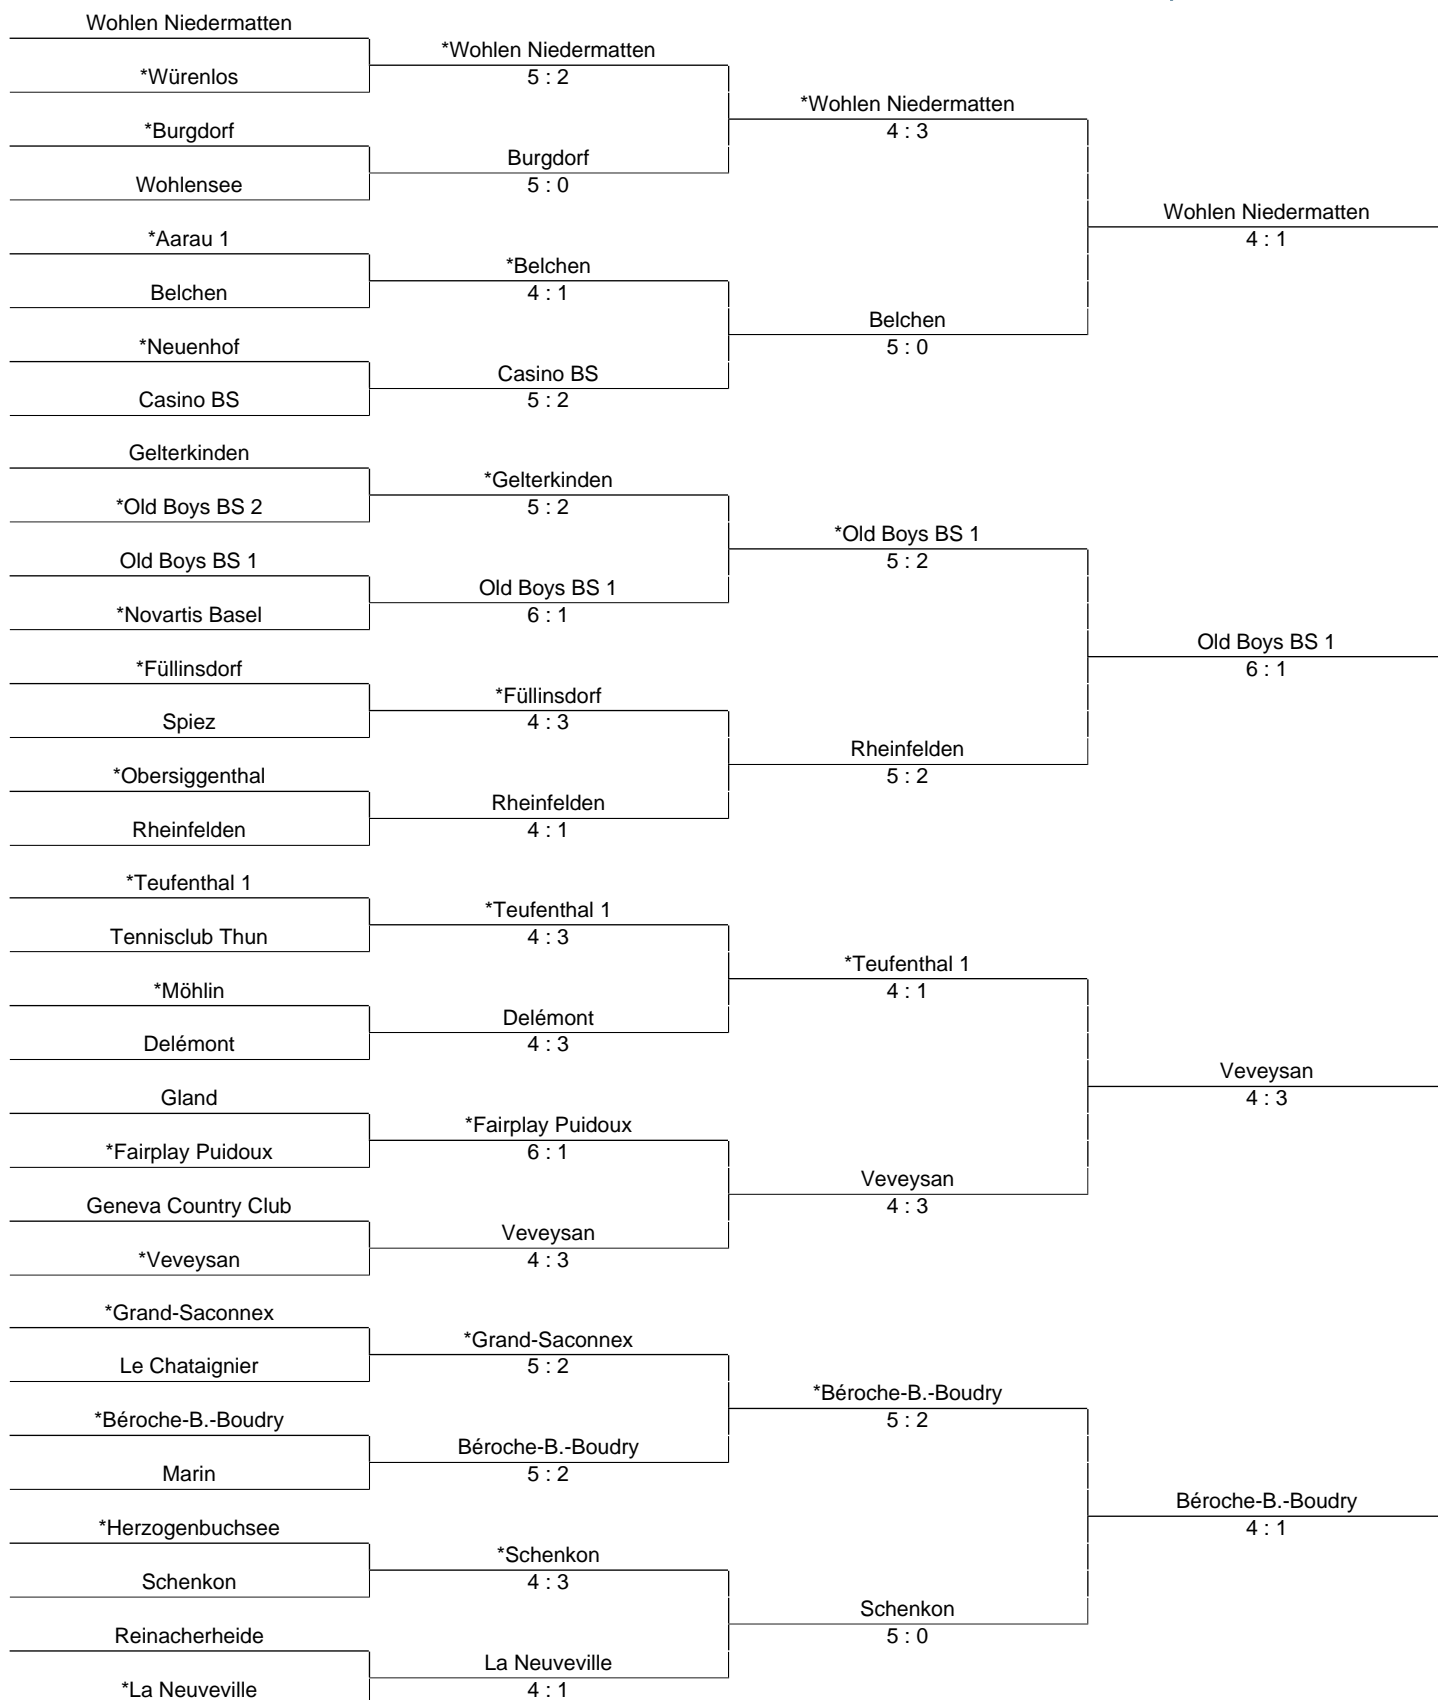 Wohlen Niedermatten
*Würenlos
*Burgdorf
Wohlensee
*Aarau 1
Belchen
*Neuenhof
Casino BS
Gelterkinden
*Old Boys BS 2
Old Boys BS 1
*Novartis Basel
*Füllinsdorf
Spiez
*Obersiggenthal
Rheinfelden
*Teufenthal 1
Tennisclub Thun
*Möhlin
Delémont
Gland
*Fairplay Puidoux
Geneva Country Club
*Veveysan
*Grand-Saconnex
Le Chataignier
*Béroche-B.-Boudry
Marin
*Herzogenbuchsee
Schenkon
Reinacherheide
*La Neuveville
*Wohlen Niedermatten
5 : 2
Burgdorf
5 : 0
*Belchen
4 : 1
Casino BS
5 : 2
*Gelterkinden
5 : 2
Old Boys BS 1
6 : 1
*Füllinsdorf
4 : 3
Rheinfelden
4 : 1
*Teufenthal 1
4 : 3
Delémont
4 : 3
*Fairplay Puidoux
6 : 1
Veveysan
4 : 3
*Grand-Saconnex
5 : 2
Béroche-B.-Boudry
5 : 2
*Schenkon
4 : 3
La Neuveville
4 : 1
*Wohlen Niedermatten
4 : 3
Belchen
5 : 0
*Old Boys BS 1
5 : 2
Rheinfelden
5 : 2
*Teufenthal 1
4 : 1
Veveysan
4 : 3
*Béroche-B.-Boudry
5 : 2
Schenkon
5 : 0
Wohlen Niedermatten
4 : 1
Old Boys BS 1
6 : 1
Veveysan
4 : 3
Béroche-B.-Boudry
4 : 1